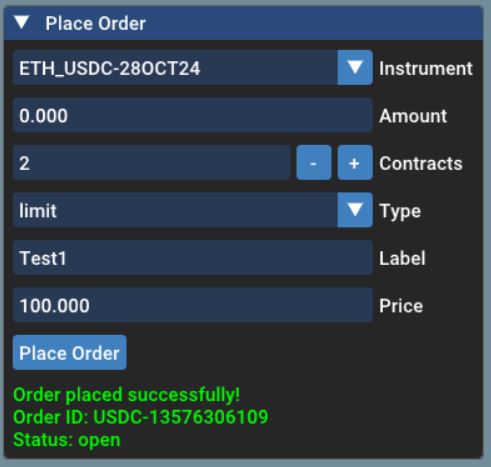 Place Order
ETH_USDC-28OCT24 Instrument
0.000 Amount
2 - + Contracts
limit Type
Test1 Label
100.000 Price
Place Order
Order placed successfully!
Order ID: USDC-13576306109
Status: open